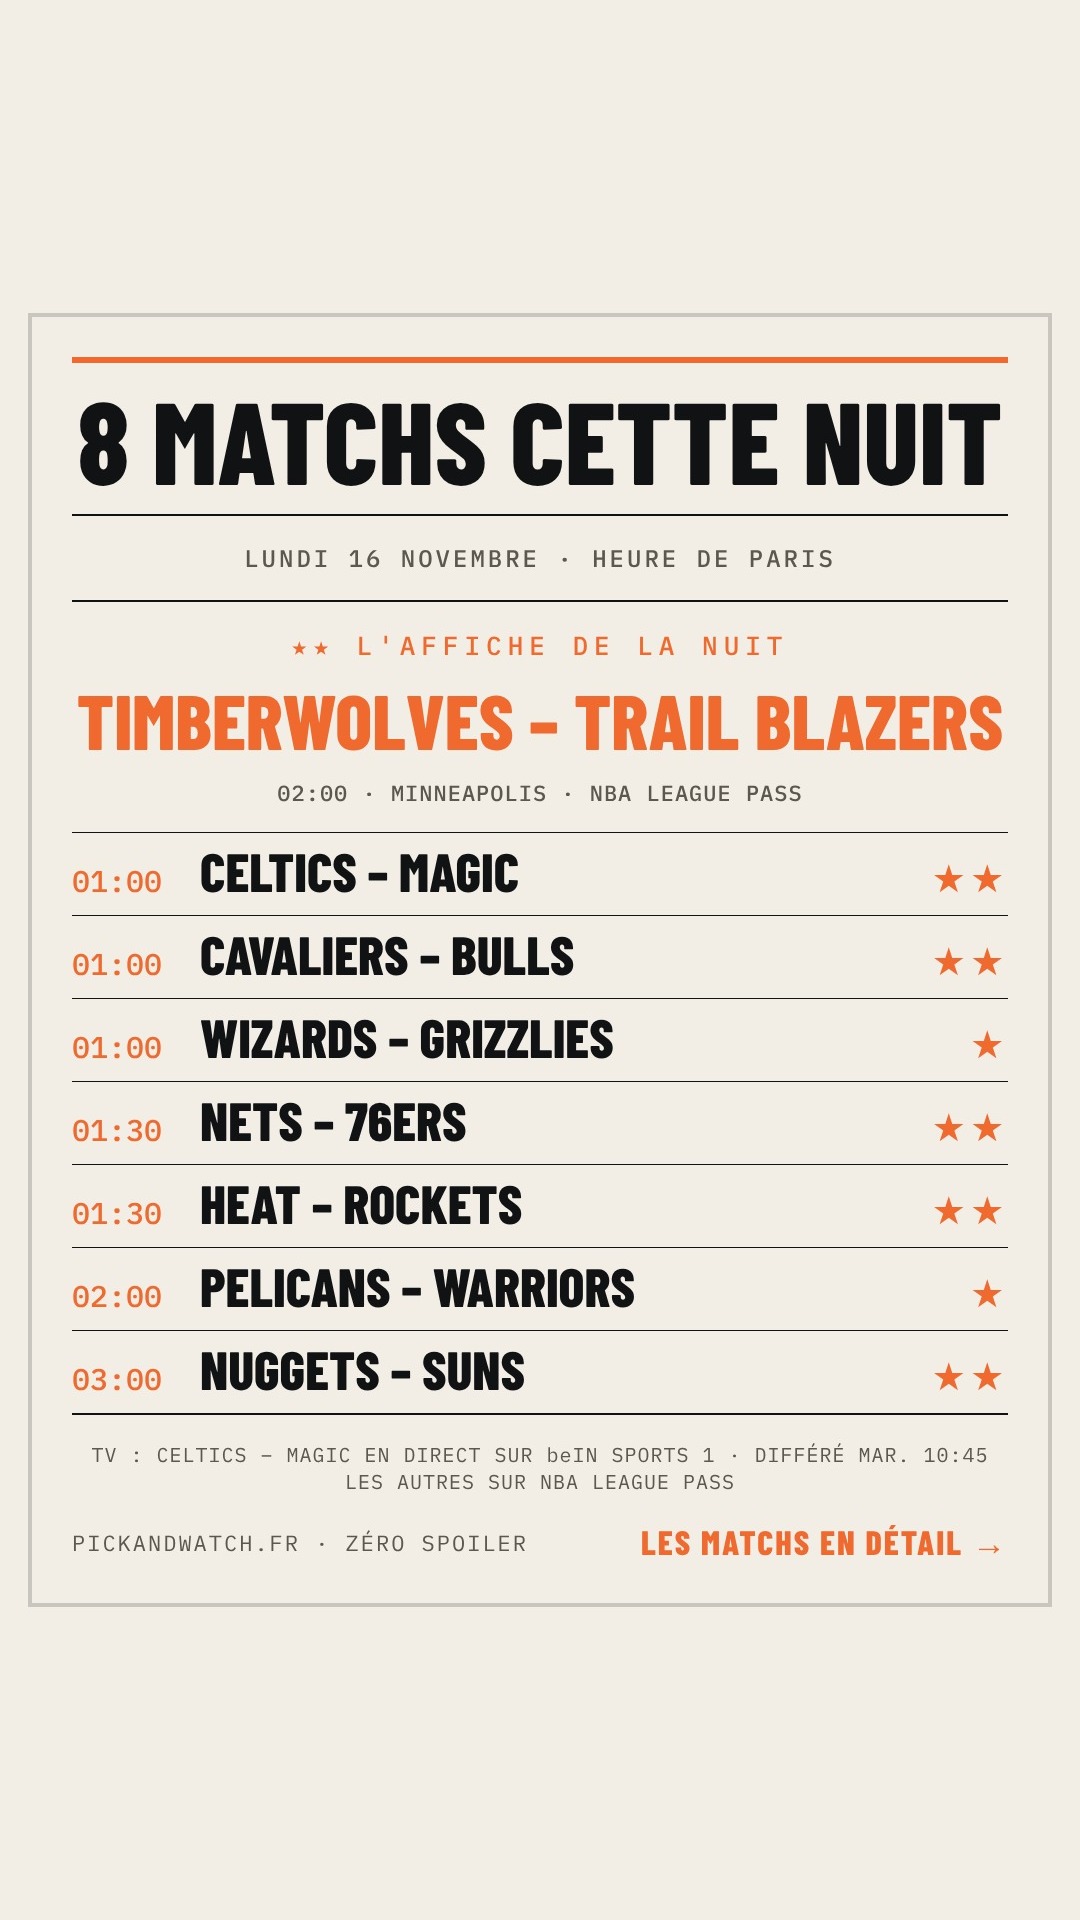 8 MATCHS CETTE NUIT
LUNDI 16 NOVEMBRE · HEURE DE PARIS
★★ L'AFFICHE DE LA NUIT
TIMBERWOLVES – TRAIL BLAZERS
02:00 · MINNEAPOLIS · NBA LEAGUE PASS
01:00 CELTICS – MAGIC ★★
01:00 CAVALIERS – BULLS ★★
01:00 WIZARDS – GRIZZLIES ★
01:30 NETS – 76ERS ★★
01:30 HEAT – ROCKETS ★★
02:00 PELICANS – WARRIORS ★
03:00 NUGGETS – SUNS ★★
TV : CELTICS – MAGIC EN DIRECT SUR beIN SPORTS 1 · DIFFÉRÉ MAR. 10:45
LES AUTRES SUR NBA LEAGUE PASS
PICKANDWATCH.FR · ZÉRO SPOILER LES MATCHS EN DÉTAIL →